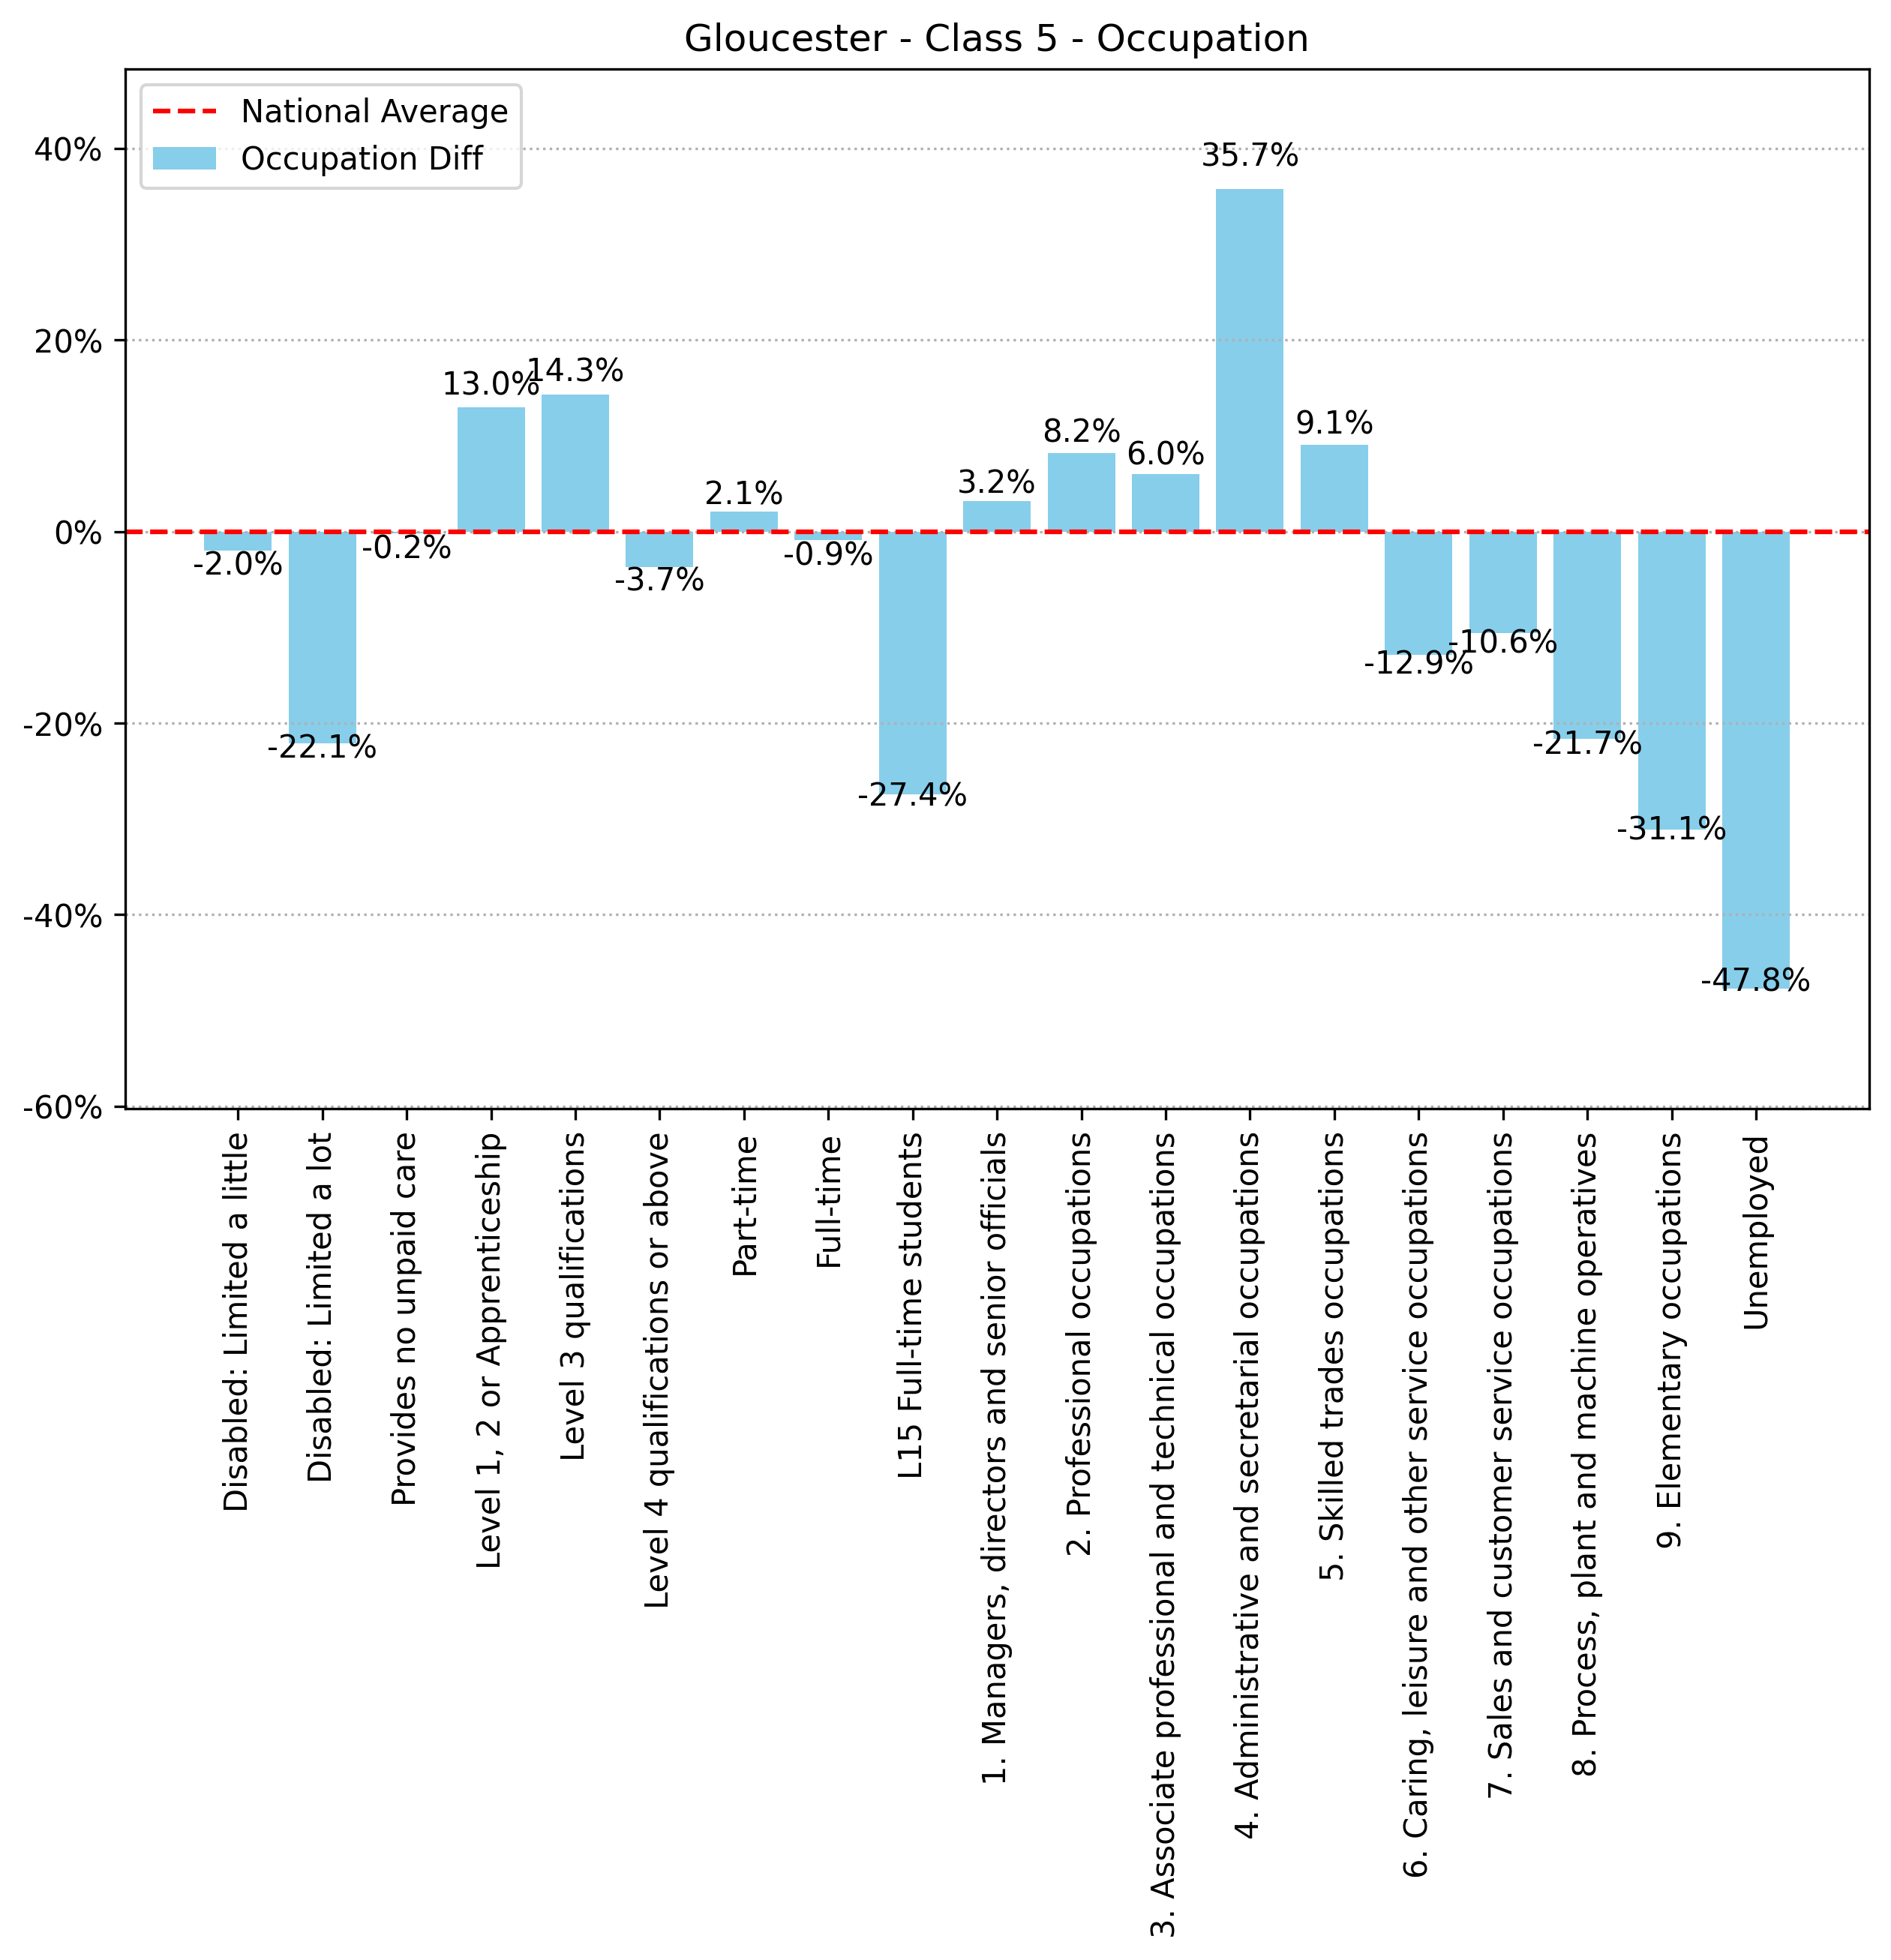 Gloucester - Class 5 - Occupation
National Average
Occupation Diff
40%
20%
0%
-20%
-40%
-60%
-2.0%
-22.1%
-0.2%
13.0%
14.3%
-3.7%
2.1%
-0.9%
-27.4%
3.2%
8.2%
6.0%
35.7%
9.1%
-12.9%
-10.6%
-21.7%
-31.1%
-47.8%
Disabled: Limited a little
Disabled: Limited a lot
Provides no unpaid care
Level 1, 2 or Apprenticeship
Level 3 qualifications
Level 4 qualifications or above
Part-time
Full-time
L15 Full-time students
1. Managers, directors and senior officials
2. Professional occupations
3. Associate professional and technical occupations
4. Administrative and secretarial occupations
5. Skilled trades occupations
6. Caring, leisure and other service occupations
7. Sales and customer service occupations
8. Process, plant and machine operatives
9. Elementary occupations
Unemployed